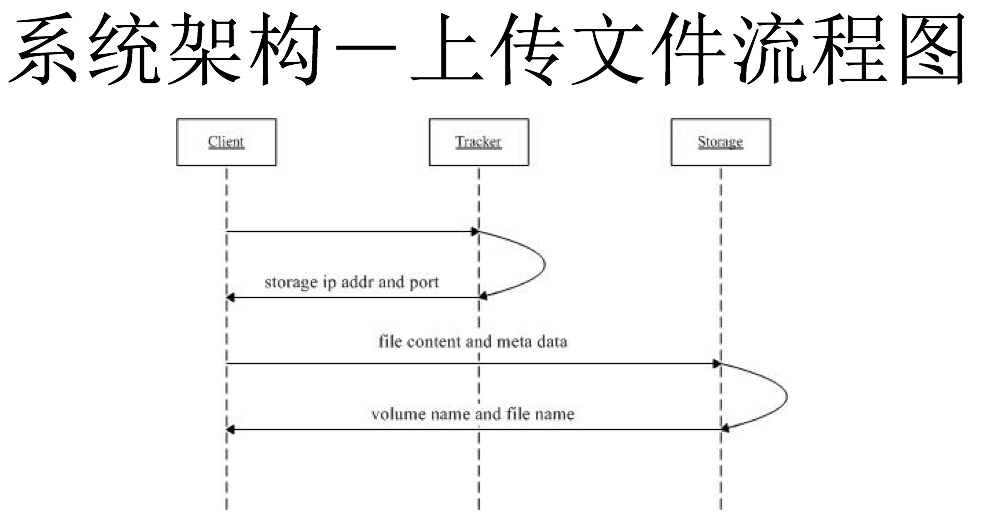 系统架构－上传文件流程图
Client
Tracker
Storage
storage ip addr and port
file content and meta data
volume name and file name